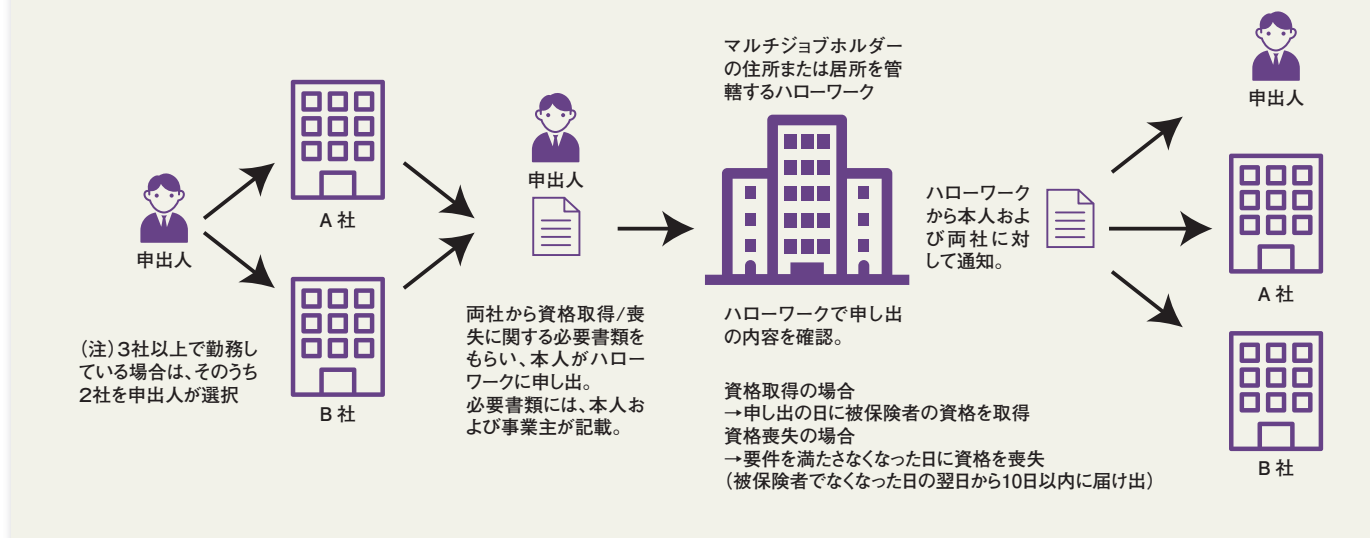 申出人
(注)3社以上で勤務し
ている場合は、そのうち
2社を申出人が選択
A 社
B 社
申出人
両社から資格取得/喪
失に関する必要書類を
もらい、本人がハロー
ワークに申し出。
必要書類には、本人お
よび事業主が記載。
マルチジョブホルダー
の住所または居所を管
轄するハローワーク
ハローワークで申し出
の内容を確認。
資格取得の場合
→申し出の日に被保険者の資格を取得
資格喪失の場合
→要件を満たさなくなった日に資格を喪失
(被保険者でなくなった日の翌日から10日以内に届け出)
ハローワーク
から本人およ
び両社に対
して通知。
申出人
A 社
B 社